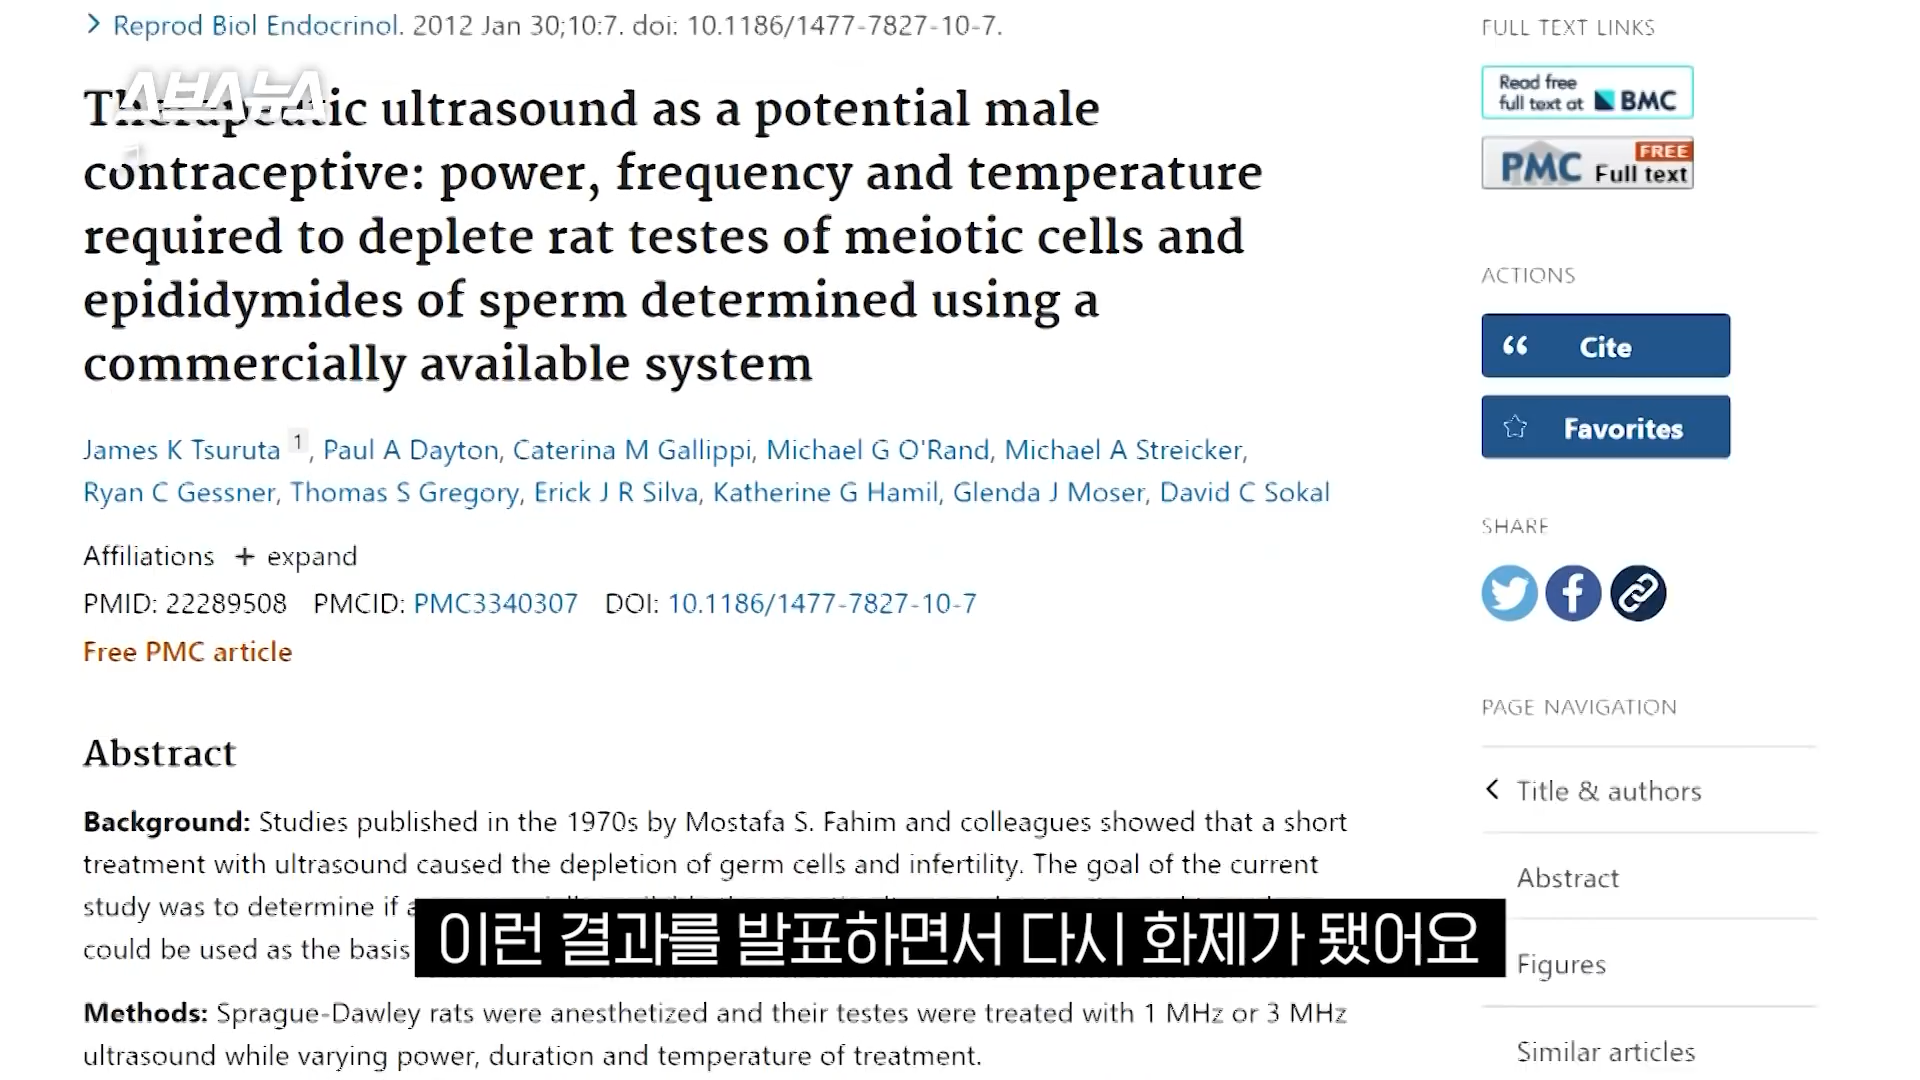 Reprod Biol Endocrinol. 2012 Jan 30;10:7. doi: 10.1186/1477-7827-10-7.
스브스뉴스
Therapeutic ultrasound as a potential male
contraceptive: power, frequency and temperature
required to deplete rat testes of meiotic cells and
epididymides of sperm determined using a
commercially available system
James K Tsuruta 1, Paul A Dayton, Caterina M Gallippi, Michael G O'Rand, Michael A Streicker,
Ryan C Gessner, Thomas S Gregory, Erick J R Silva, Katherine G Hamil, Glenda J Moser, David C Sokal
Affiliations + expand
PMID: 22289508 PMCID: PMC3340307 DOI: 10.1186/1477-7827-10-7
Free PMC article
Abstract
Background: Studies published in the 1970s by Mostafa S. Fahim and colleagues showed that a short
treatment with ultrasound caused the depletion of germ cells and infertility. The goal of the current
study was to determine if
could be used as the basis
이런 결과를 발표하면서 다시 화제가 됐어요
Methods: Sprague-Dawley rats were anesthetized and their testes were treated with 1 MHz or 3 MHz
ultrasound while varying power, duration and temperature of treatment.
FULL TEXT LINKS
Read free
full text at BMC
PMC FREE
Full text
ACTIONS
Cite
Favorites
SHARE
PAGE NAVIGATION
Title & authors
Abstract
Figures
Similar articles